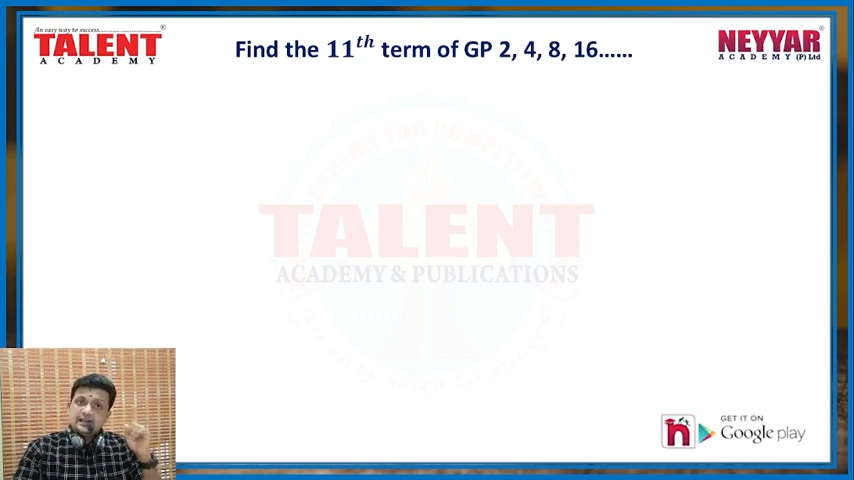 An easy way to success
TALENT
ACADEMY
Find the 11th term of GP 2, 4, 8, 16......
NEYYAR
ACADEMY (P) Ltd
TALENT
ACADEMY & PUBLICATIONS
n
GET IT ON
Google play